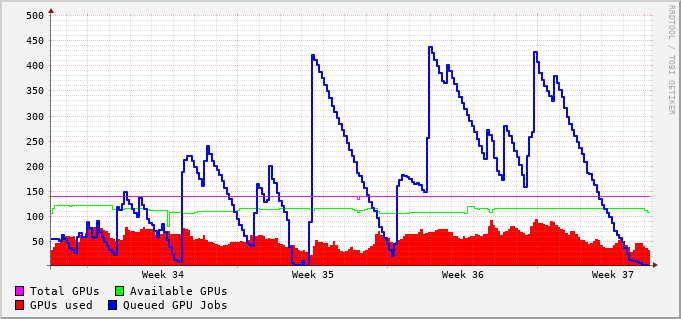 500
450
400
350
300
250
200
150
100
50
Week 34 Week 35 Week 36 Week 37
Total GPUs Available GPUs
GPUs used Queued GPU Jobs
RRDTOOL / TOBI OETIKER